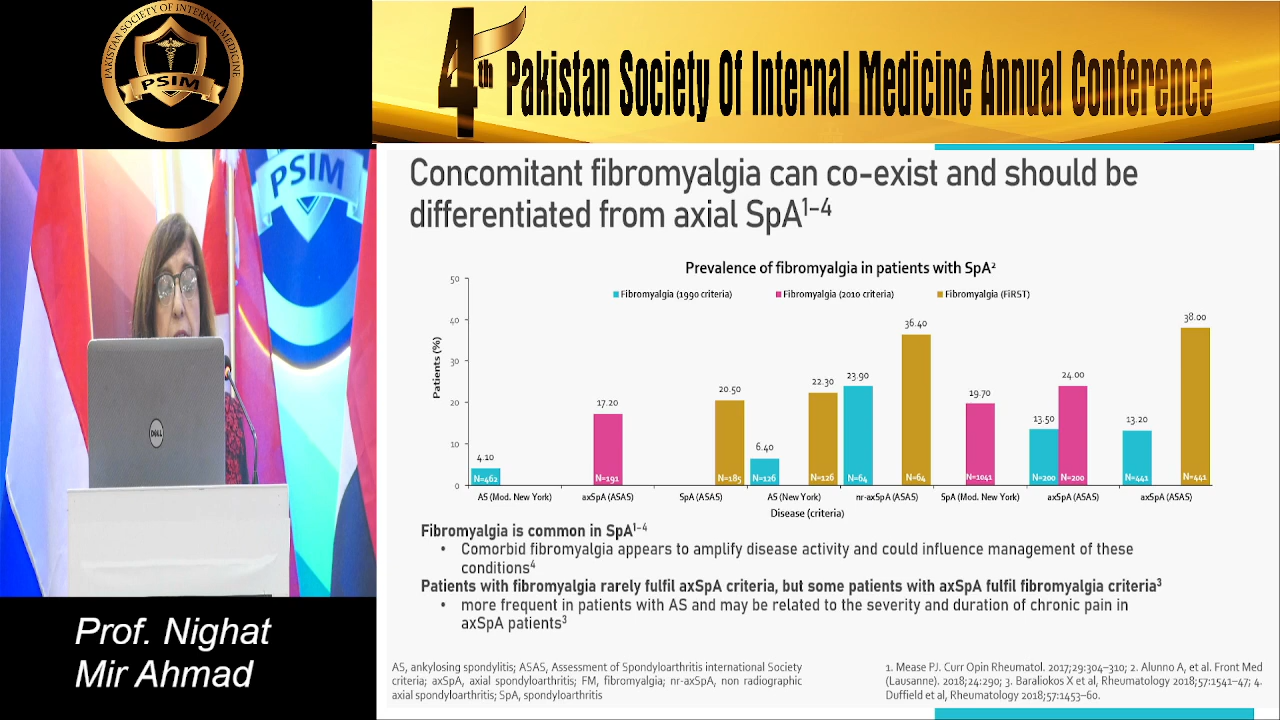 PAKISTAN SOCIETY OF INTERNAL MEDICINE
PSIM
4th Pakistan Society Of Internal Medicine Annual Conference
PSIM
DELL
Prof. Nighat
Mir Ahmad
Concomitant fibromyalgia can co-exist and should be
differentiated from axial SpA1–4
Prevalence of fibromyalgia in patients with SpA2
Fibromyalgia (1990 criteria) Fibromyalgia (2010 criteria) Fibromyalgia (FiRST)
Patients (%)
50
40
30
20
10
0
4.10
17.20
20.50
6.40
22.30
23.90
36.40
19.70
13.50
24.00
13.20
38.00
N=462 N=191 N=185 N=126 N=126 N=64 N=64 N=1041 N=200 N=200 N=441 N=441
AS (Mod. New York) axSpA (ASAS) SpA (ASAS) AS (New York) nr-axSpA (ASAS) SpA (Mod. New York) axSpA (ASAS) axSpA (ASAS)
Disease (criteria)
Fibromyalgia is common in SpA1–4
• Comorbid fibromyalgia appears to amplify disease activity and could influence management of these
conditions4
Patients with fibromyalgia rarely fulfil axSpA criteria, but some patients with axSpA fulfil fibromyalgia criteria3
• more frequent in patients with AS and may be related to the severity and duration of chronic pain in
axSpA patients3
AS, ankylosing spondylitis; ASAS, Assessment of Spondyloarthritis international Society
criteria; axSpA, axial spondyloarthritis; FM, fibromyalgia; nr-axSpA, non radiographic
axial spondyloarthritis; SpA, spondyloarthritis
1. Mease PJ. Curr Opin Rheumatol. 2017;29:304–310; 2. Alunno A, et al. Front Med
(Lausanne). 2018;24:290; 3. Baraliokos X et al, Rheumatology 2018;57:1541–47; 4.
Duffield et al, Rheumatology 2018;57:1453–60.